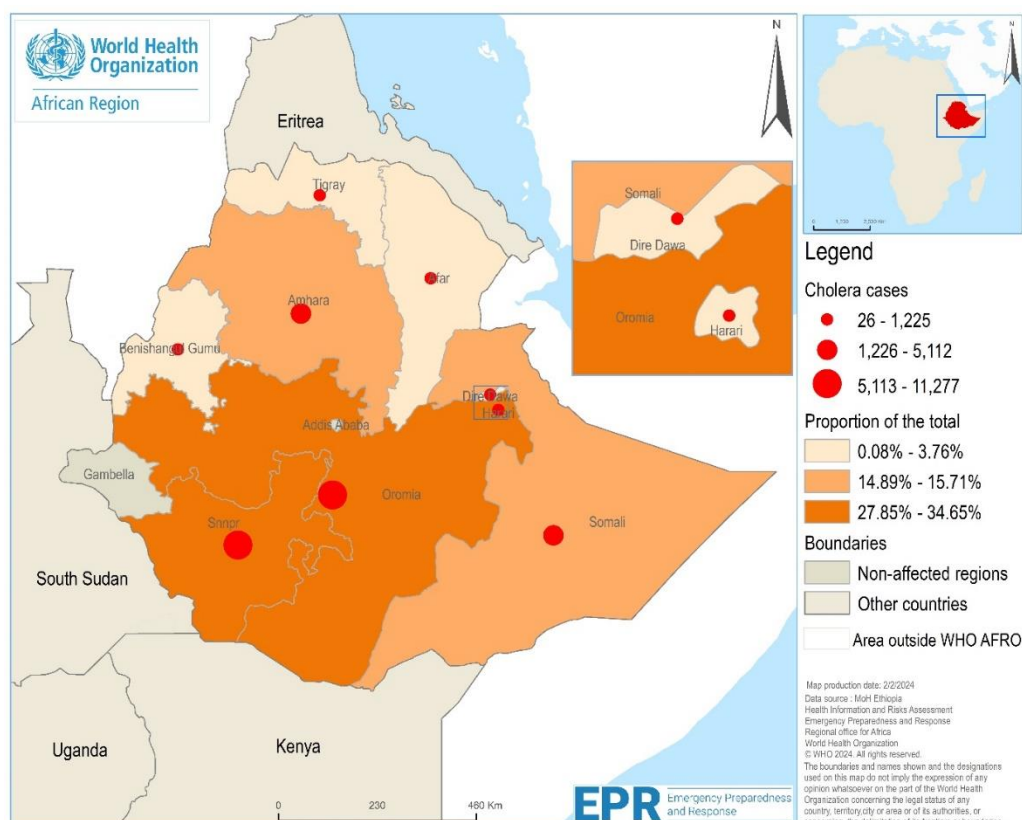 World Health
Organization
African Region
N
N
Eritrea
Tigray
Afar
Amhara
Benishangul Gumu
Dire Dawa
Harari
Addis Ababa
Gambella
Oromia
Snnpr
Somali
South Sudan
Uganda
Kenya
0 230 460 Km
EPR
Emergency Preparedness
and Response
Somali
Dire Dawa
Oromia
Harari
Legend
Cholera cases
26 - 1,225
1,226 - 5,112
5,113 - 11,277
Proportion of the total
0.08% - 3.76%
14.89% - 15.71%
27.85% - 34.65%
Boundaries
Non-affected regions
Other countries
Area outside WHO AFRO
Map production date: 2/2/2024
Data source : MoH Ethiopia
Health Information and Risks Assessment
Emergency Preparedness and Response
Regional office for Africa
World Health Organization
© WHO 2024. All rights reserved.
The boundaries and names shown and the designations
used on this map do not imply the expression of any
opinion whatsoever on the part of the World Health
Organization concerning the legal status of any
country, territory,city or area or of its authorities, or